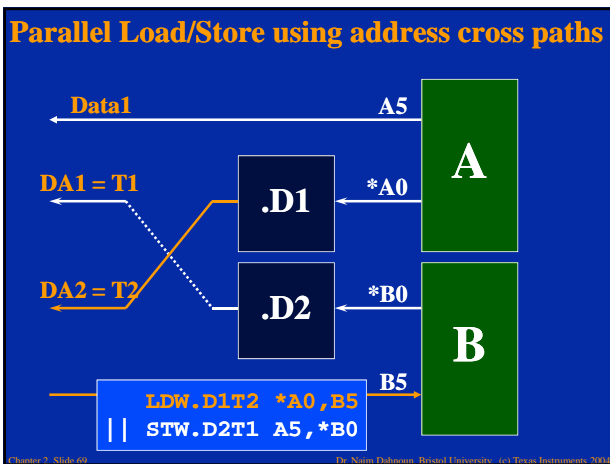 Parallel Load/Store using address cross paths
Data1
A5
A
DA1 = T1
.D1
*A0
DA2 = T2
.D2
*B0
B
B5
LDW.D1T2 *A0,B5
|| STW.D2T1 A5,*B0
Chapter 2, Slide 69
Dr. Naim Dahnoun, Bristol University, (c) Texas Instruments 2004